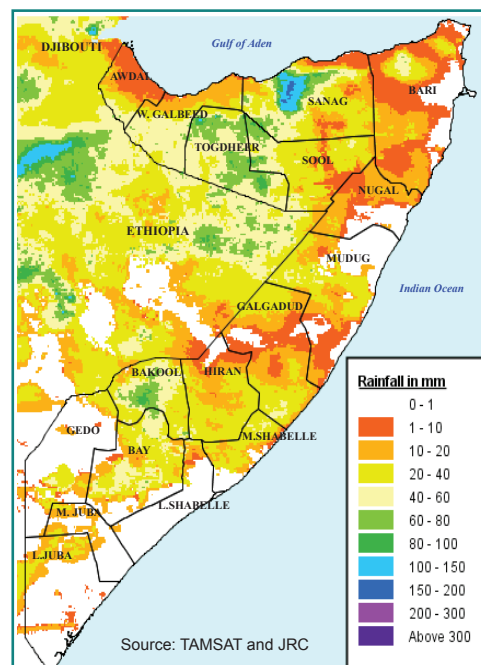 DJIBOUTI
Gulf of Aden
AWDAL
BARI
SANAG
W. GALBEED
TOGDHEER
SOOL
NUGAL
ETHIOPIA
MUDUG
Indian Ocean
GALGADUD
BAKOOL
HIRAN
GEDO
M.SHABELLE
BAY
L.SHABELLE
M. JUBA
L.JUBA
Source: TAMSAT and JRC
Rainfall in mm
0 - 1
1 - 10
10 - 20
20 - 40
40 - 60
60 - 80
80 - 100
100 - 150
150 - 200
200 - 300
Above 300